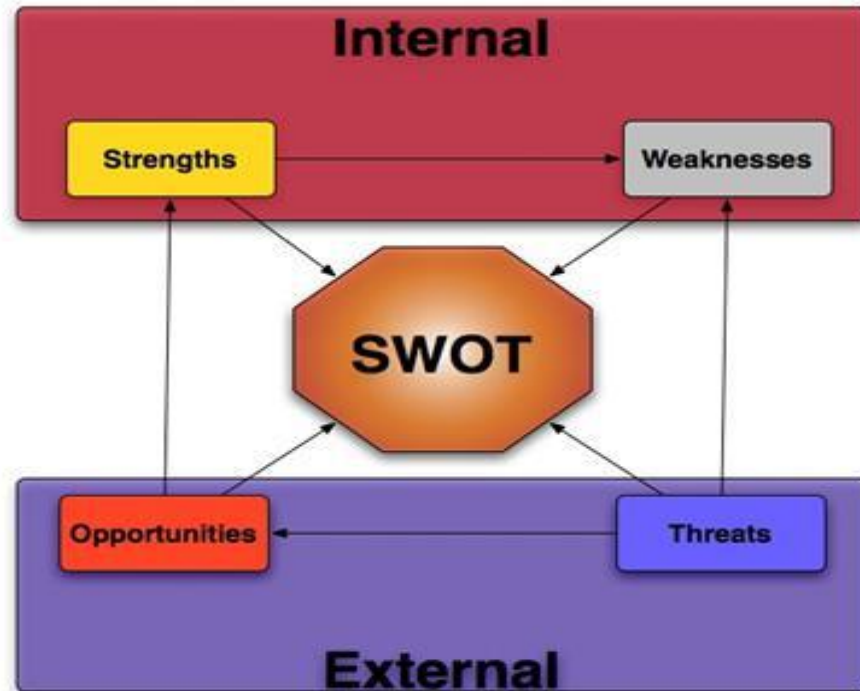 Internal
Strengths
Weaknesses
SWOT
Opportunities
Threats
External